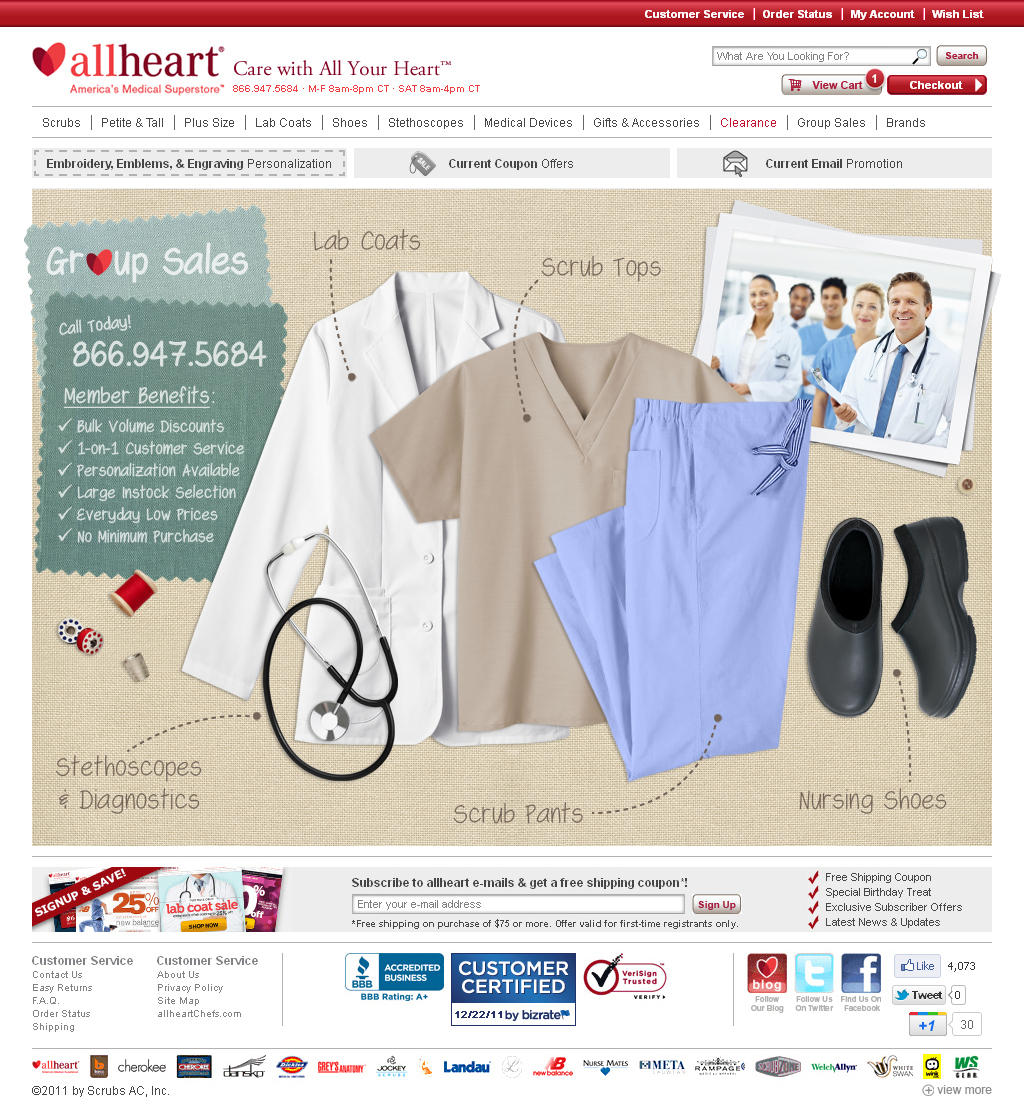 Customer Service | Order Status | My Account | Wish List
allheart® Care with All Your Heart™
America's Medical Superstore™ 866.947.5684 · M-F 8am-8pm CT · SAT 8am-4pm CT
What Are You Looking For? Search
View Cart 1 Checkout
Scrubs | Petite & Tall | Plus Size | Lab Coats | Shoes | Stethoscopes | Medical Devices | Gifts & Accessories | Clearance | Group Sales | Brands
Embroidery, Emblems, & Engraving Personalization
SALE Current Coupon Offers
Current Email Promotion
Group Sales
Call Today!
866.947.5684
Member Benefits:
✓ Bulk Volume Discounts
✓ 1-on-1 Customer Service
✓ Personalization Available
✓ Large Instock Selection
✓ Everyday Low Prices
✓ No Minimum Purchase
Lab Coats
Scrub Tops
Stethoscopes
& Diagnostics
Scrub Pants
Nursing Shoes
SIGNUP & SAVE!
25% OFF
new balance
lab coat sale
SHOP NOW
Subscribe to allheart e-mails & get a free shipping coupon*!
Enter your e-mail address Sign Up
*Free shipping on purchase of $75 or more. Offer valid for first-time registrants only.
Free Shipping Coupon
Special Birthday Treat
Exclusive Subscriber Offers
Latest News & Updates
Customer Service
Contact Us
Easy Returns
F.A.Q.
Order Status
Shipping
Customer Service
About Us
Privacy Policy
Site Map
allheartChefs.com
BBB ACCREDITED BUSINESS
BBB Rating: A+
CUSTOMER
CERTIFIED
12/22/11 by bizrate
VeriSign
Trusted
VERIFY
blog
Follow
Our Blog
Follow Us
On Twitter
Find Us On
Facebook
Like 4,073
Tweet 0
+1 30
allheart cherokee CHEROKEE dansko Dickies GREY'S ANATOMY JOCKEY SCRUBS Landau new balance NURSE MATES META RAMPAGE SCRUBZONE WelchAllyn WHITE SWAN wink WS GEAR
©2011 by Scrubs AC, Inc.
view more